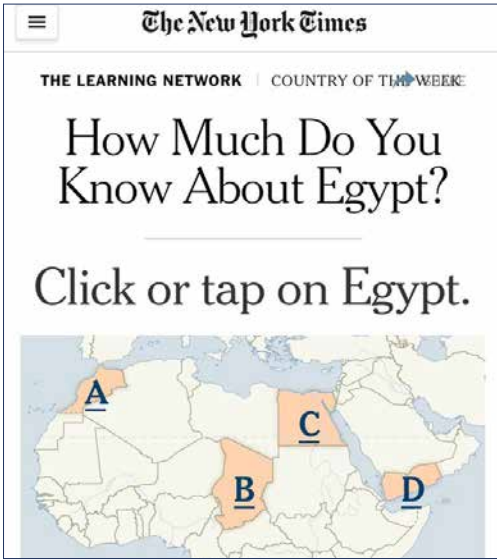 The New York Times
THE LEARNING NETWORK | COUNTRY OF THE WEEK
How Much Do You
Know About Egypt?
Click or tap on Egypt.
A
C
B
D